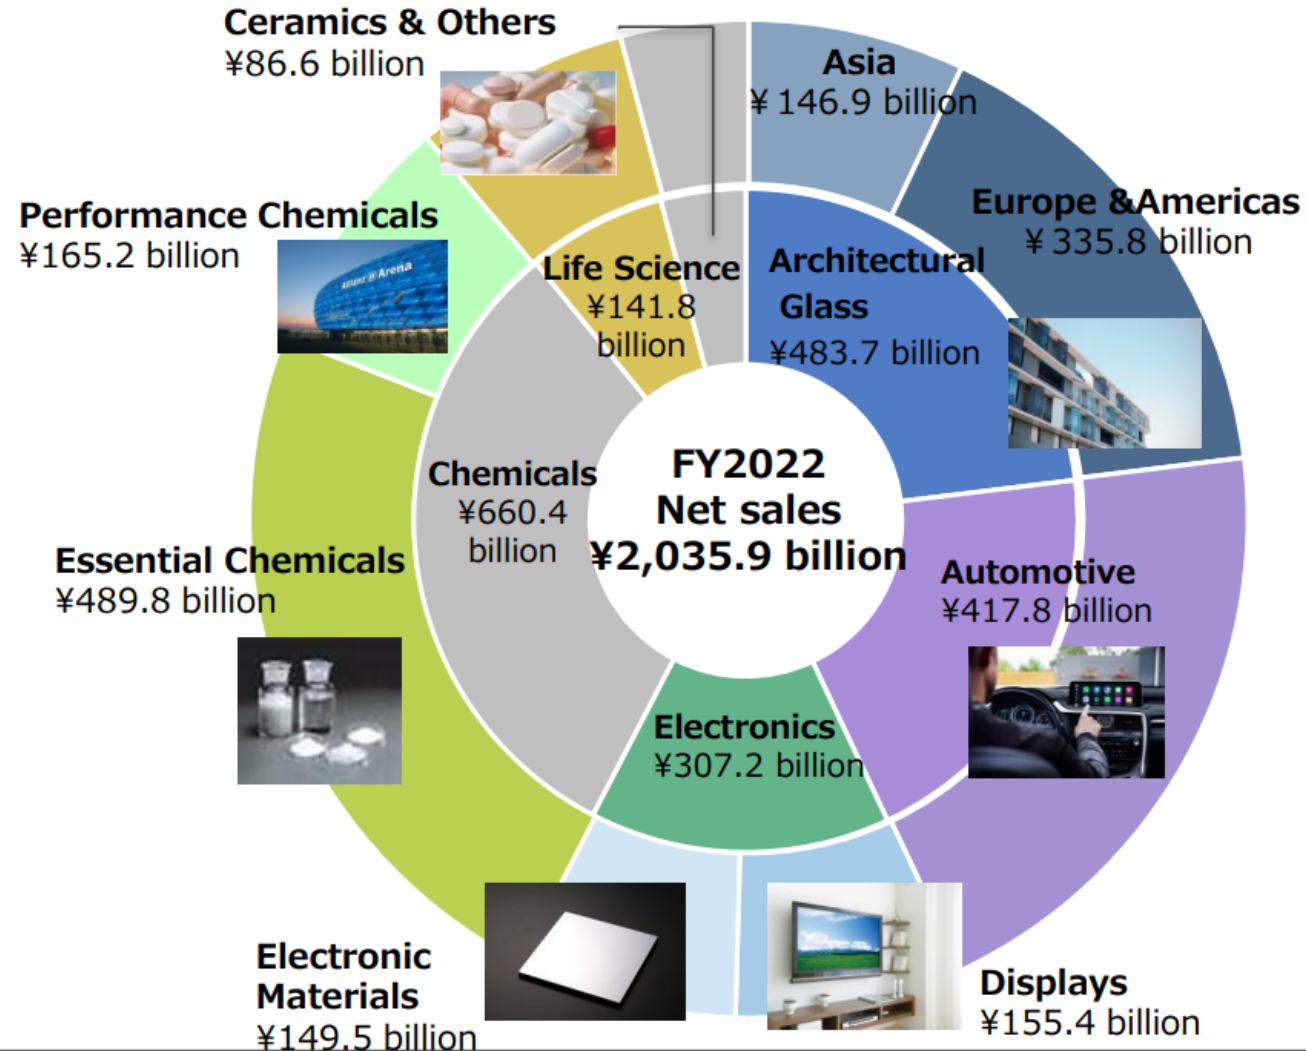 Ceramics & Others
¥86.6 billion
Asia
¥ 146.9 billion
Europe &Americas
¥ 335.8 billion
Performance Chemicals
¥165.2 billion
Allianz Arena
Life Science
¥141.8
billion
Architectural
Glass
¥483.7 billion
Chemicals
¥660.4
billion
FY2022
Net sales
¥2,035.9 billion
Essential Chemicals
¥489.8 billion
Automotive
¥417.8 billion
Electronics
¥307.2 billion
Electronic
Materials
¥149.5 billion
Displays
¥155.4 billion